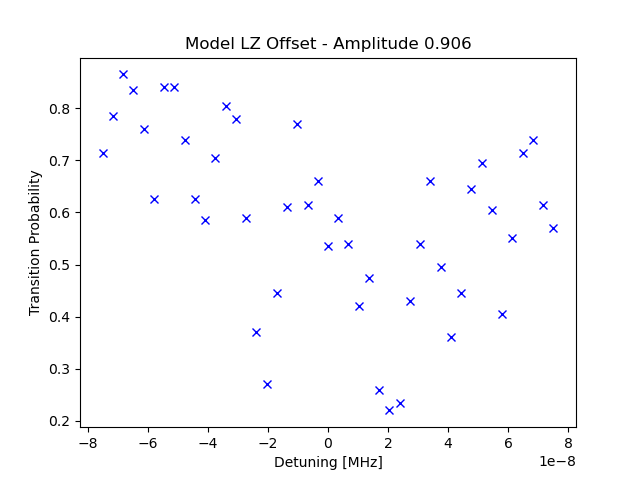 Model LZ Offset - Amplitude 0.906
Transition Probability
0.8
0.7
0.6
0.5
0.4
0.3
0.2
−8 −6 −4 −2 0 2 4 6 8
1e−8
Detuning [MHz]